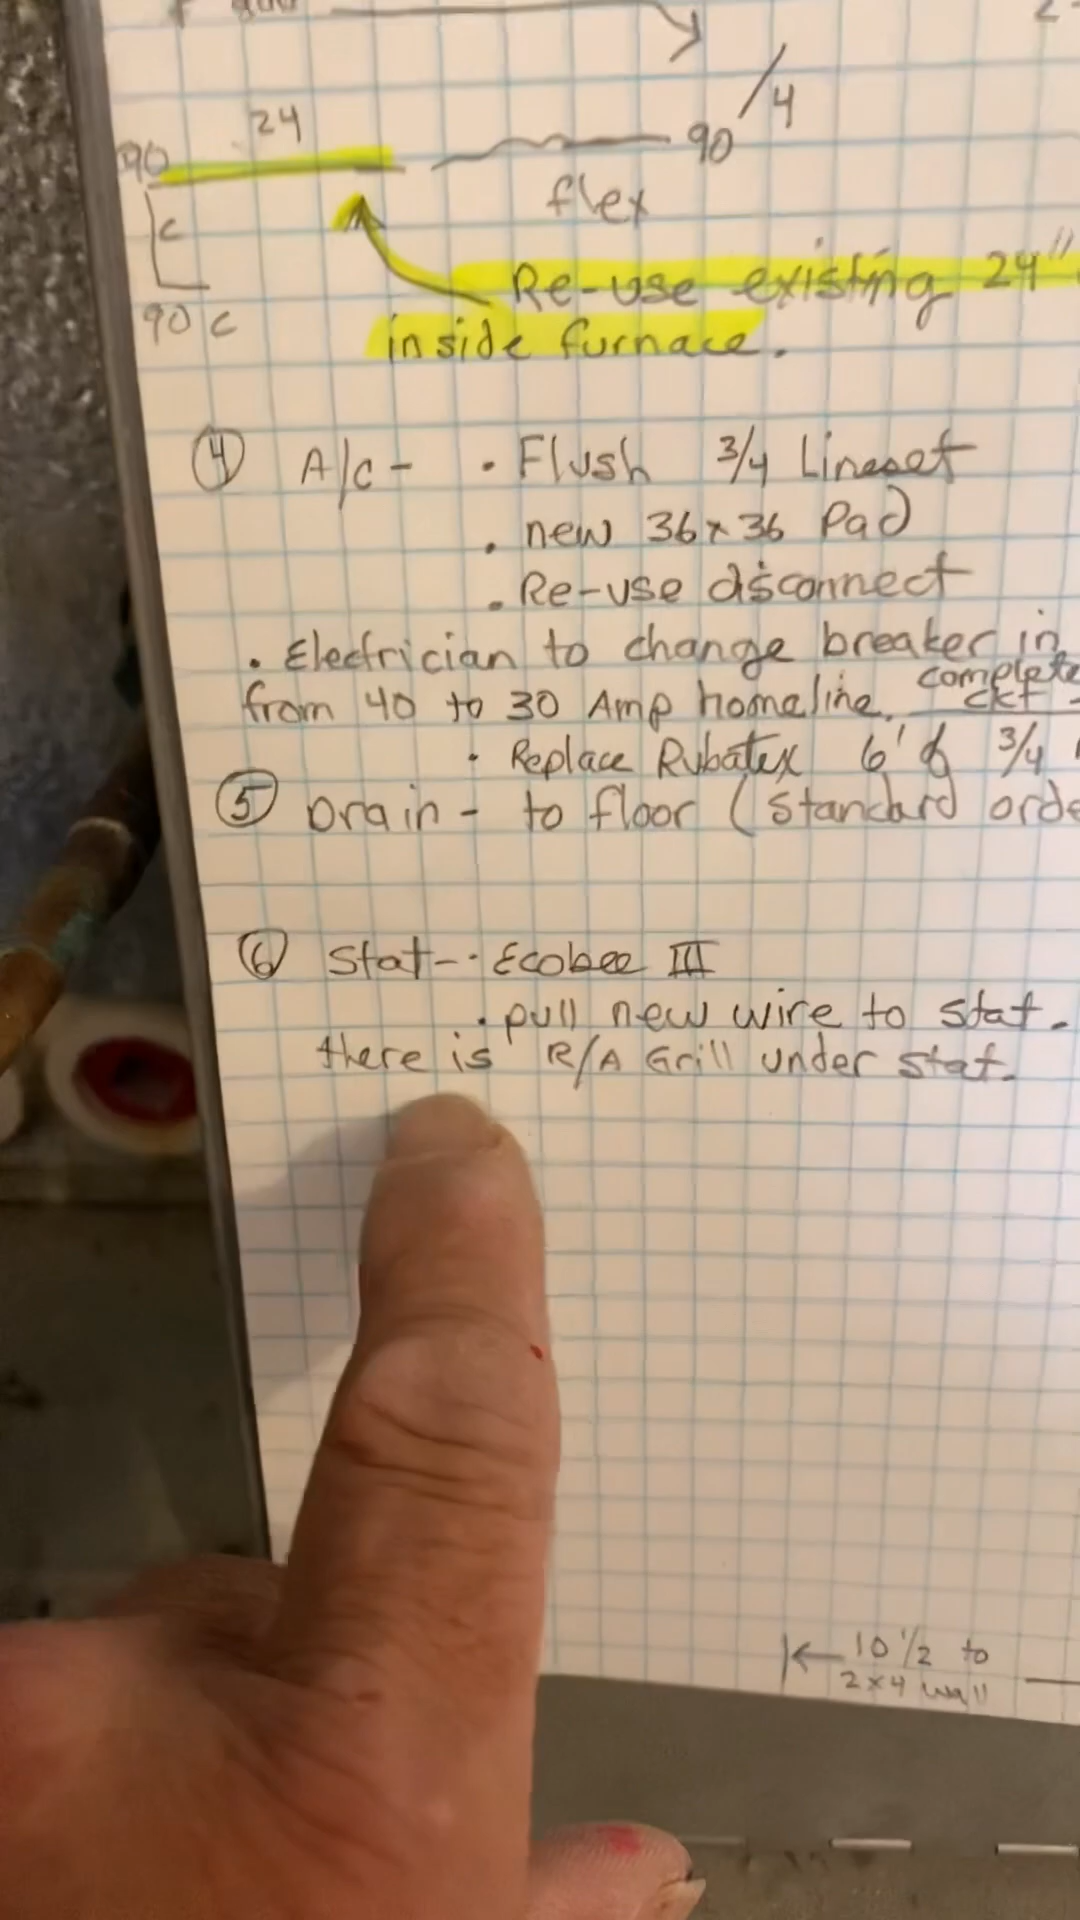 24
/4
90
90
flex
c
Re-use existing 24"
90 c
inside furnace.
④ A/C - • Flush 3/4 Lineset
• new 36x36 Pad
• Re-use disconnect
• Electrician to change breaker in
complete
from 40 to 30 Amp homeline. ckt
• Replace Rubatex 6' of 3/4
⑤ Drain - to floor (Standard
⑥ Stat - • Ecobee III
• pull new wire to stat.
there is R/A Grill under stat.
10 1/2 to
2x4 wall